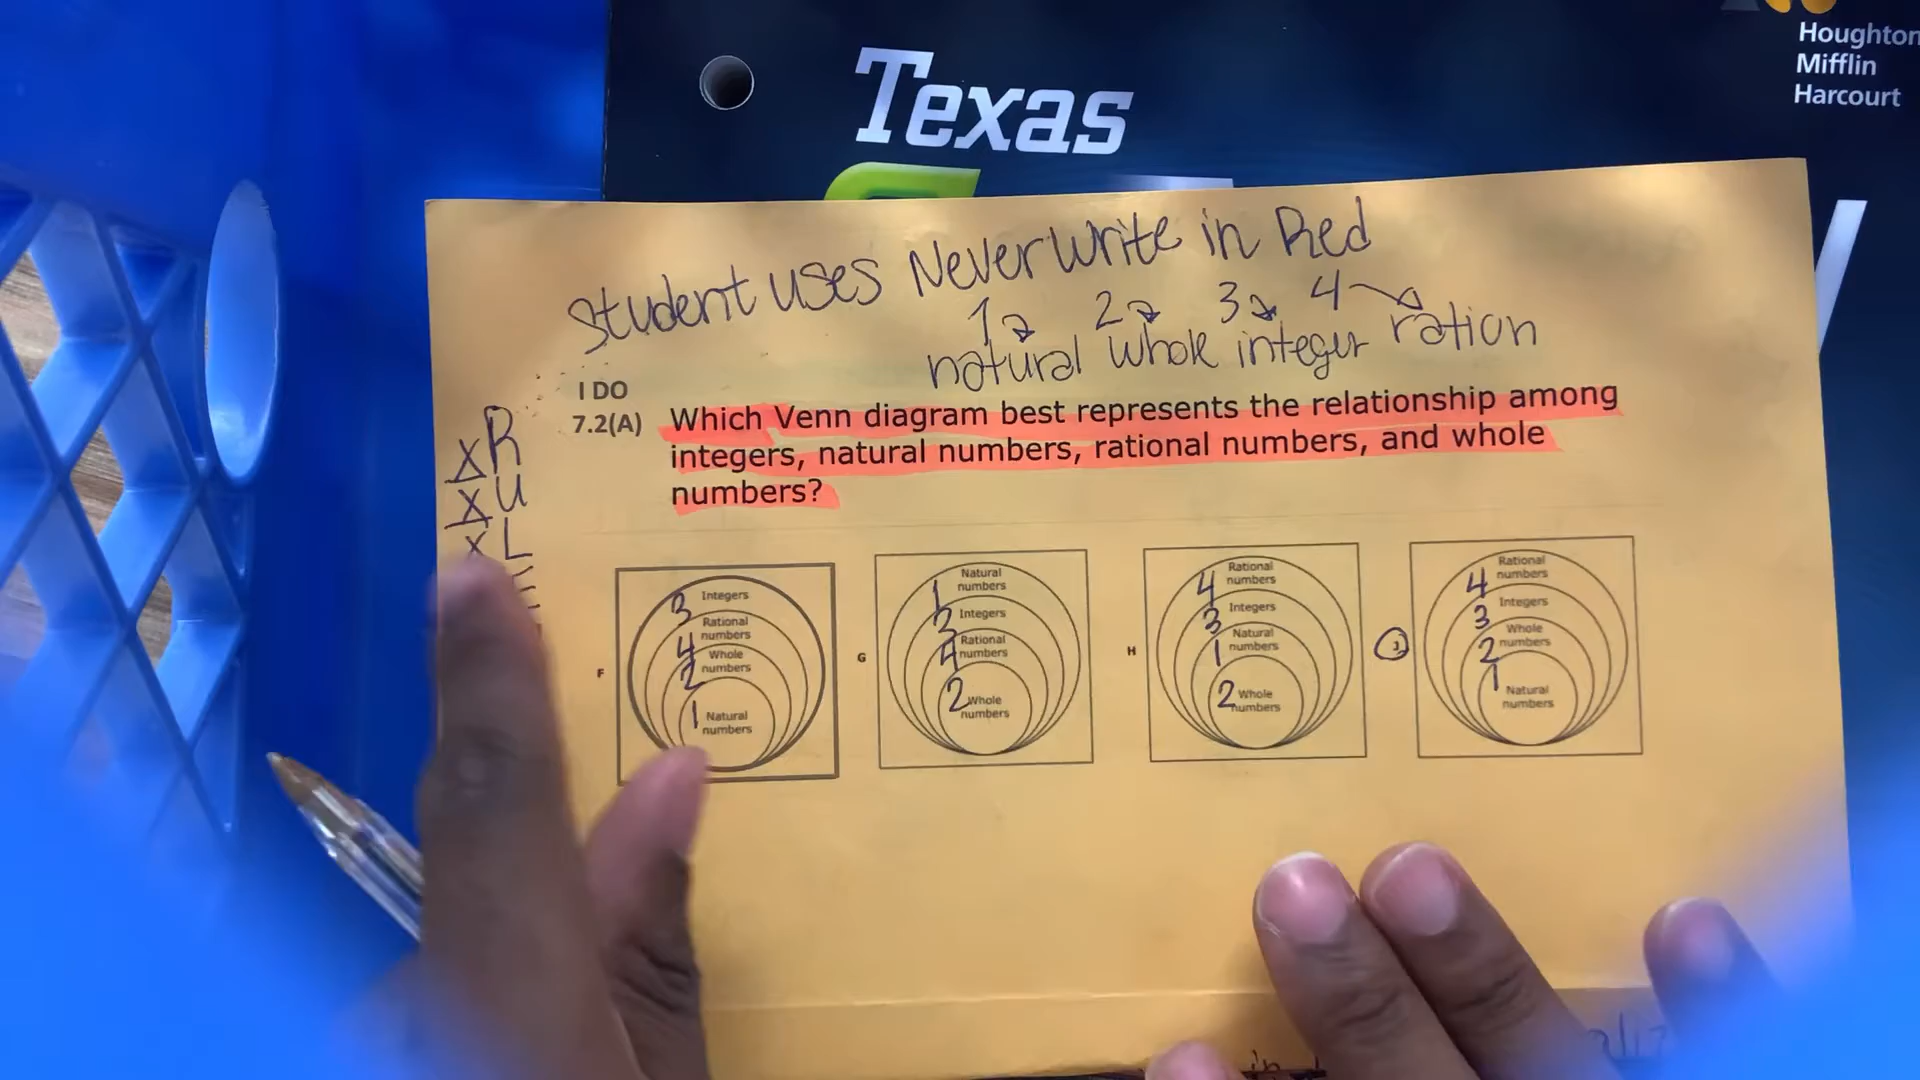 Houghton
Mifflin
Harcourt
Texas
Student uses Never Write in Red
1 2 3 4
natural whole integer ration
I DO
7.2(A) Which Venn diagram best represents the relationship among
integers, natural numbers, rational numbers, and whole
numbers?
X R
X U
X L
F
3 Integers
4 Rational
numbers
2 Whole
numbers
1 Natural
numbers
G
1 Natural
numbers
3 Integers
4 Rational
numbers
2 Whole
numbers
H
4 Rational
numbers
3 Integers
1 Natural
numbers
2 Whole
numbers
J
4 Rational
numbers
3 Integers
2 Whole
numbers
1 Natural
numbers